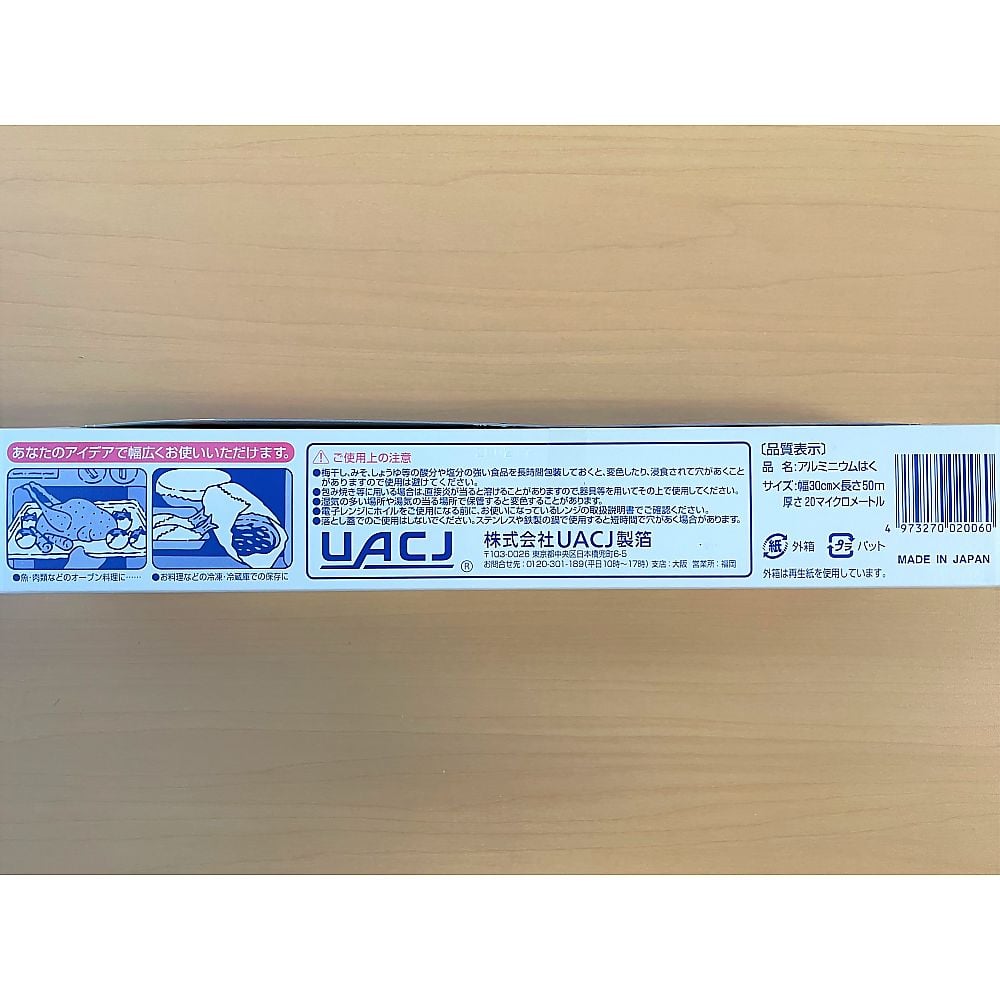 あなたのアイデアで幅広くお使いいただけます。
●魚・肉類などのオーブン料理に……
●お料理などの冷凍・冷蔵庫での保存に
⚠ご使用上の注意
●梅干し、みそ、しょうゆ等の酸分や塩分の強い食品を長時間包装しておくと、変色したり、浸食されて穴があくこと
がありますので使用は避けてください。
●包み焼き等に用いる場合は、直接炎が当ると溶けることがありますので器具等を用いてその上で使用してください。
●湿気の多い場所や湯気の当る場所で保管すると変色することがあります。
●電子レンジにホイルをご使用になる前に、お使いになっているレンジの取扱説明書でご確認ください。
●落とし蓋でのご使用はしないでください。ステンレスや鉄製の鍋で使用すると短時間で穴があく場合があります。
UACJ®
株式会社UACJ製箔
〒103-0026 東京都中央区日本橋兜町6-5
お問合せ先:0120-301-189(平日10時〜17時) 支店:大阪 営業所:福岡
〔品質表示〕
品 名:アルミニウムはく
サイズ:幅30cm×長さ50m
厚さ 20マイクロメートル
紙 外箱 プラ パット
外箱は再生紙を使用しています。
4 973270 020060
MADE IN JAPAN